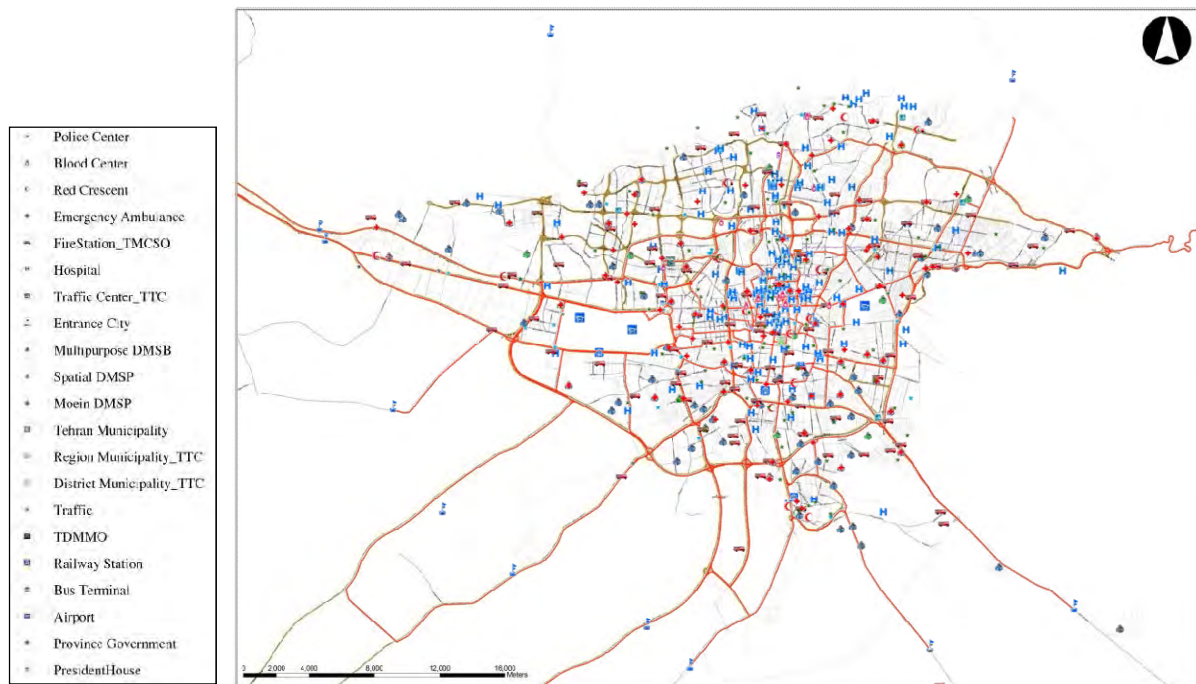 Police Center
Blood Center
Red Crescent
Emergency Ambulance
FireStation_TMCSO
Hospital
Traffic Center_TTC
Entrance City
Multipurpose DMSB
Spatial DMSP
Moein DMSP
Tehran Municipality
Region Municipality_TTC
District Municipality_TTC
Traffic
TDMMO
Railway Station
Bus Terminal
Airport
Province Government
PresidentHouse
0 2,000 4,000 8,000 12,000 16,000
Meters